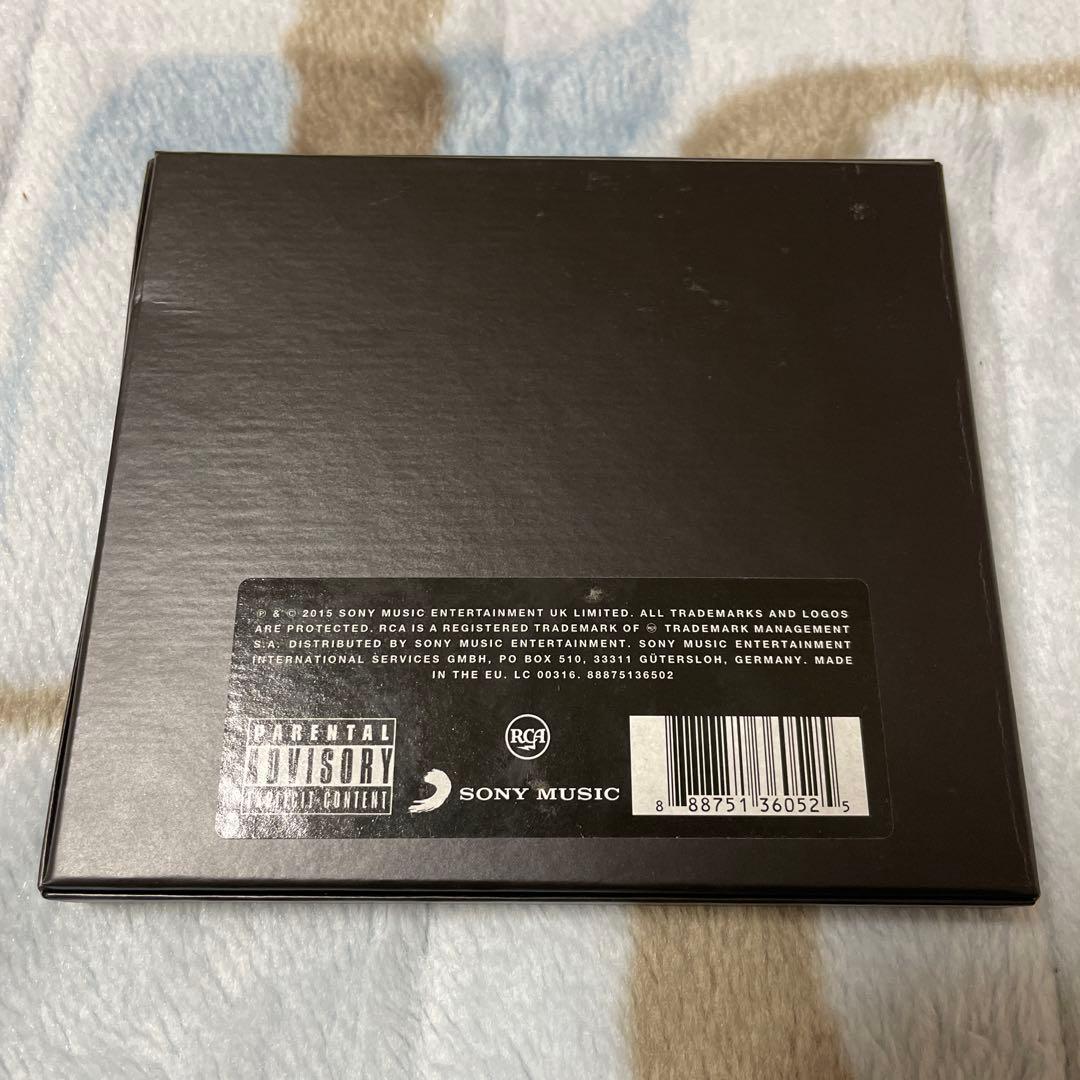 ℗ & © 2015 SONY MUSIC ENTERTAINMENT UK LIMITED. ALL TRADEMARKS AND LOGOS
ARE PROTECTED. RCA IS A REGISTERED TRADEMARK OF RCA TRADEMARK MANAGEMENT
S.A. DISTRIBUTED BY SONY MUSIC ENTERTAINMENT. SONY MUSIC ENTERTAINMENT
INTERNATIONAL SERVICES GMBH, PO BOX 510, 33311 GÜTERSLOH, GERMANY. MADE
IN THE EU. LC 00316. 88875136502
PARENTAL
ADVISORY
EXPLICIT CONTENT
RCA
SONY MUSIC
8 88751 36052 5